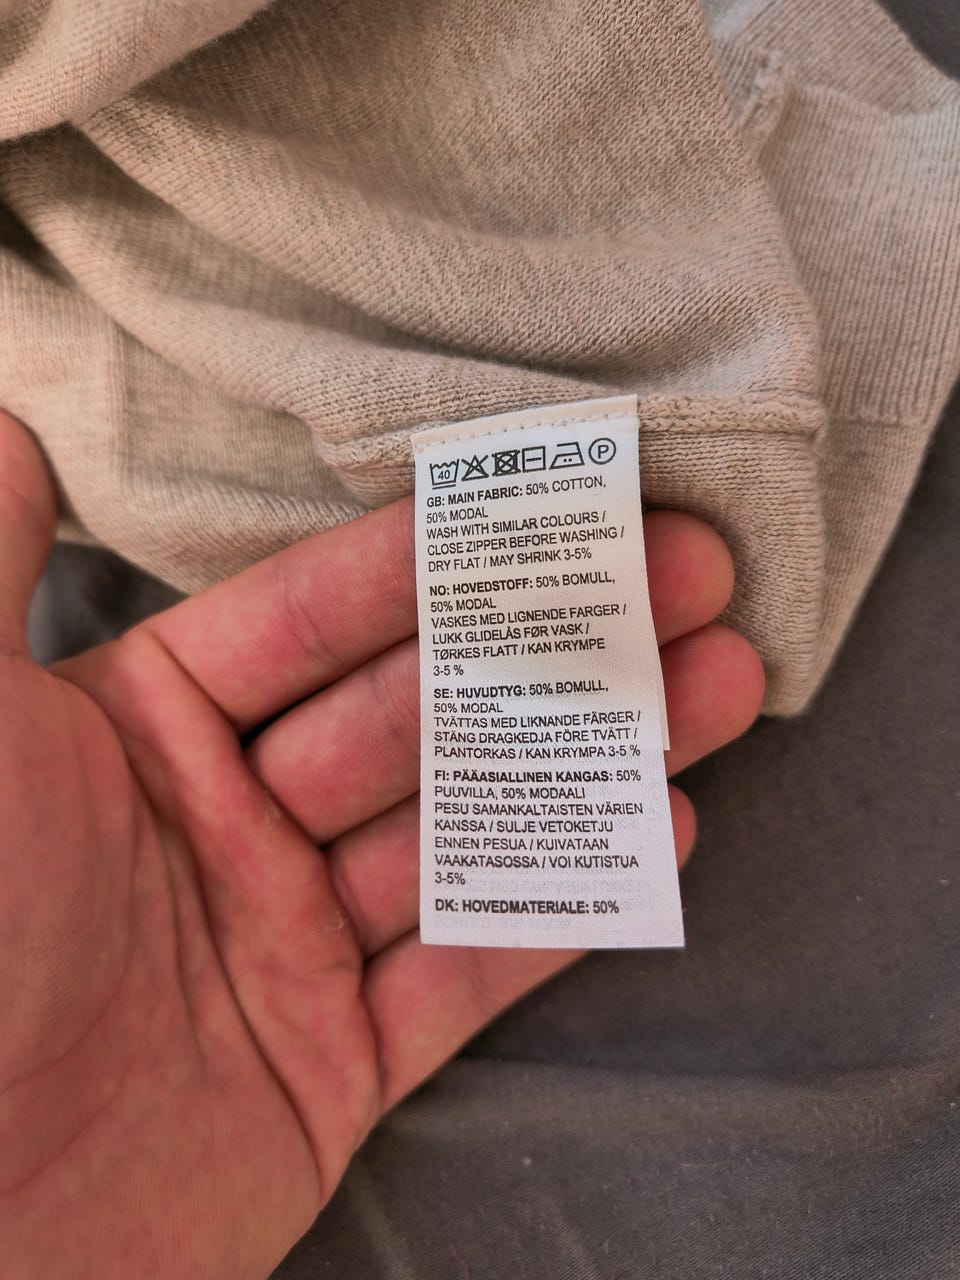 40 P
GB: MAIN FABRIC: 50% COTTON,
50% MODAL
WASH WITH SIMILAR COLOURS /
CLOSE ZIPPER BEFORE WASHING /
DRY FLAT / MAY SHRINK 3-5%
NO: HOVEDSTOFF: 50% BOMULL,
50% MODAL
VASKES MED LIGNENDE FARGER /
LUKK GLIDELÅS FØR VASK /
TØRKES FLATT / KAN KRYMPE
3-5 %
SE: HUVUDTYG: 50% BOMULL,
50% MODAL
TVÄTTAS MED LIKNANDE FÄRGER /
STÄNG DRAGKEDJA FÖRE TVÄTT /
PLANTORKAS / KAN KRYMPA 3-5 %
FI: PÄÄASIALLINEN KANGAS: 50%
PUUVILLA, 50% MODAALI
PESU SAMANKALTAISTEN VÄRIEN
KANSSA / SULJE VETOKETJU
ENNEN PESUA / KUIVATAAN
VAAKATASOSSA / VOI KUTISTUA
3-5%
DK: HOVEDMATERIALE: 50%